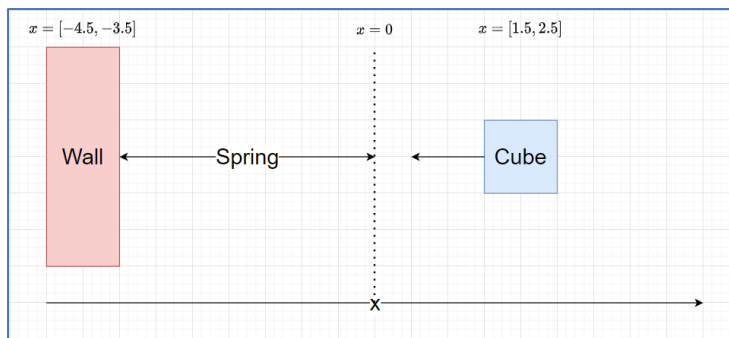 x = [−4.5, −3.5]
x = 0
x = [1.5, 2.5]
Wall
Spring
Cube
x